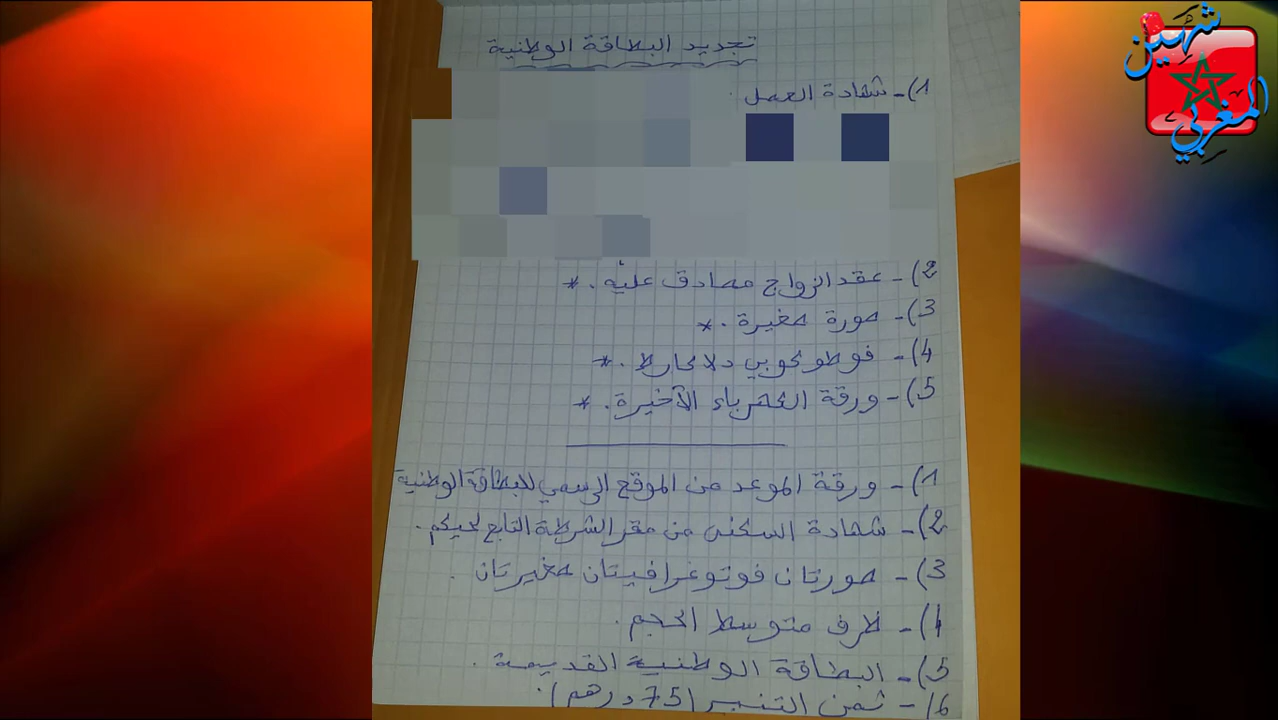 شهين
المغربي
تجديد البطاقة الوطنية
1)- شهادة العمل.
2)- عقد الزواج مصادق عليه. *
3)- صورة صغيرة. *
4)- فوطوكوبي دلاكارط. *
5)- ورقة الكهرباء الأخيرة. *
1)- ورقة الموعد من الموقع الرسمي للبطاقة الوطنية
2)- شهادة السكنى من مقر الشرطة التابع لحيكم.
3)- صورتان فوتوغرافيتان صغيرتان.
4)- ظرف متوسط الحجم.
5)- البطاقة الوطنية القديمة.
6)- ثمن التنبر (75 درهم).